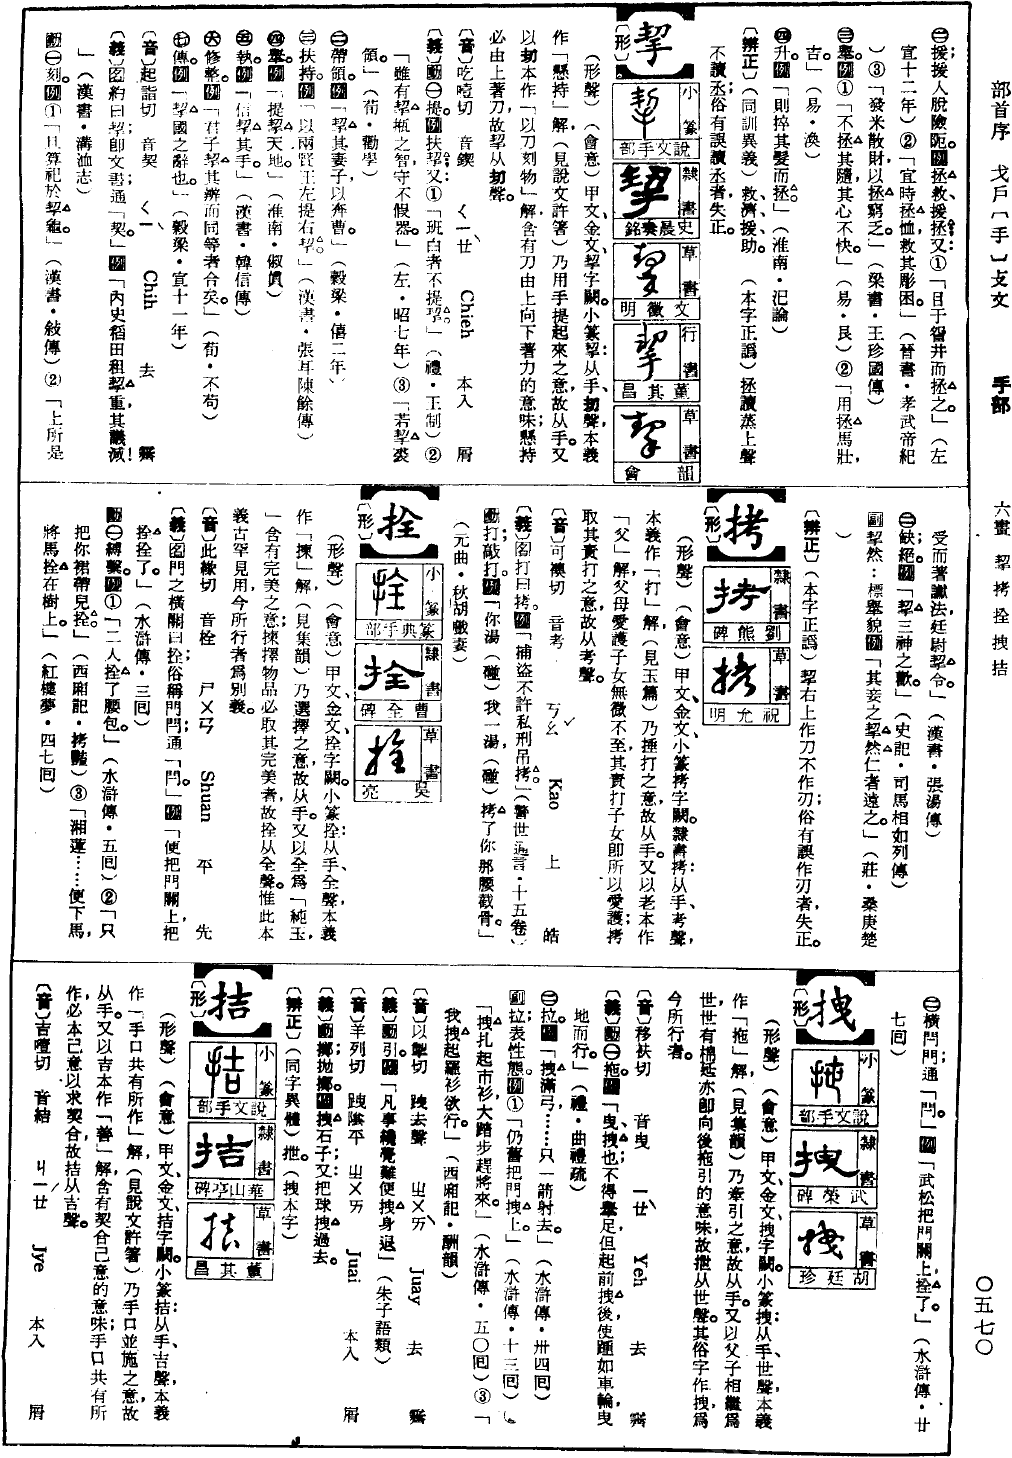 部首序 戈戶「手」攴文 手部 六畫 挈拷拴拽拮 〇五七〇
㊁援；援人脫險阨。例拯救、援拯又①「目于眢井而拯之。」（左
宣十二年）②「宜時拯恤，救其彫困。」（晉書・孝武帝紀
）③「發米散財，以拯窮乏。」（梁書・王珍國傳）
㊂舉。例①「不拯其隨，其心不快。」（易・艮）②「用拯馬壯，
吉。」（易・渙）
㊃升。例「則捽其髮而拯。」（淮南・氾論）
〔辨正〕（同訓異義）救、濟、援、助。 （本字正譌）拯讀蒸上聲
不讀丞，俗有誤讀丞者，失正。
挈
〔形〕
小篆 說文手部
隸書 史晨奏銘
草書 文徵明
行書 董其昌
草書 韻會
（形聲）（會意）甲文、金文挈字闕。小篆挈：从手、㓞聲，本義
作「懸持」解，（見說文許箸）乃用手提起來之意，故从手。又
以㓞本作「以刀刻物」解，含有刀由上向下著力的意味；懸持
必由上著刀，故挈从㓞聲。
〔音〕吃噎切 音鍥 ㄑㄧㄝˋ Chieh 本入 屑
〔義〕動㊀提。例扶挈又①「班白者不提挈。」（禮・王制）②
「雖有挈缾之智，守不假器。」（左・昭七年）③「若挈裘
領。」（荀・勸學）
㊁帶領。例「挈其妻子以奔曹。」（穀梁・僖二年）
㊂扶持。例「以兩賢王左提右挈。」（漢書・張耳陳餘傳）
㊃舉。例「提挈天地。」（淮南・俶眞）
㊄執。例「信挈其手。」（漢書・韓信傳）
㊅修整。例「君子挈其辨而同等者合矣。」（荀・不苟）
㊆傳。例「挈國之辭也。」（穀梁・宣十一年）
〔音〕起詣切 音契 ㄑㄧˋ Chih 去 霽
〔義〕名約曰挈；卽文書；通「契」。例「內史稻田租挈重，其議減！
」（漢書・溝洫志）
動㊀刻。例①「旦算祀於挈龜。」（漢書・敍傳）②「上所是
受而著讞法廷尉挈令。」（漢書・張湯傳）
㊁缺；絕。例「挈三神之歡。」（史記・司馬相如列傳）
副挈然：標舉貌。例「其妾之挈然仁者遠之。」（莊・桑庚楚
）
〔辨正〕（本字正譌）挈右上作刀不作刃；俗有誤作刃者，失正。
拷
〔形〕
隸書 劉熊碑
草書 祝允明
（形聲）（會意）甲文、金文、小篆拷字闕。隸書拷：从手、考聲，
本義作「打」解，（見玉篇）乃捶打之意，故从手。又以老本作
「父」解，父母愛護子女無微不至，其責打子女卽所以愛護；拷
取其責打之意，故从考聲。
〔音〕可襖切 音考 ㄎㄠˇ Kao 上 皓
〔義〕名打曰拷。例「捕盜不許私刑吊拷。」（警世通言・十五卷）
動打；敲打。例「你湯（碰）我一湯（碰）拷了你那腰截骨。」
（元曲・秋胡戲妻）
拴
〔形〕
小篆 篆典手部
隸書 曹全碑
草書 吳亮
（形聲）（會意）甲文、金文拴字闕。小篆拴：从手、全聲，本義
作「揀」解，（見集韻）乃選擇之意，故从手。又以全爲「純玉，
」含有完美之意；揀擇物品必取其完美者，故拴从全聲。惟此本
義古罕見用，今所行者爲別義。
〔音〕此緣切 音栓 ㄕㄨㄢ Shuan 平 先
〔義〕名門之橫關曰拴；俗稱門閂；通「閂」。例「便把門關上，把
拴拴了。」（水滸傳・三回）
動㊀縛；繫。例①「二人拴了腰包。」（水滸傳・五回）②「只
把你裙帶兒拴。」（西廂記・拷豔）③「湘蓮……便下馬，
將馬拴在樹上。」（紅樓夢・四七回）
㊁橫門；閂；通「閂」。例「武松把門關上，拴了。」（水滸傳・廿
七回）
拽
〔形〕
小篆 說文手部
隸書 武榮碑
草書 胡廷珍
（形聲）（會意）甲文、金文拽字闕。小篆拽：从手、世聲，本義
作「拖」解，（見集韻）乃牽引之意，故从手。又以父子相繼爲
世，世有棉延亦卽向後拖引的意味，故抴从世聲。其俗字作拽，爲
今所行者。
〔音〕移袂切 音曳 ㄧㄝˋ Yeh 去 霽
〔義〕動㊀拖。例「曳、拽也，不得舉足，但起前拽後，使踵如車輪，曳
地而行。」（禮・曲禮疏）
㊁拉。例「拽滿弓……只一箭射去。」（水滸傳・卅四回）
副拉；表性態。例①「仍舊把門拽上。」（水滸傳・十三回）②
「拽扎起布衫，大踏步趕將來。」（水滸傳・五〇回）③「
我拽起羅衫欲行。」（西廂記・酬韻）
〔音〕以掣切 跩去聲 ㄓㄨㄞˋ Juay 去 霽
〔義〕動引。例「凡事纔覺難便拽身退」（朱子語類）
〔音〕羊列切 跩陰平 ㄓㄨㄞ Juai 本入 屑
〔義〕動擲；拋擲。例拽石子；又把球拽過去。
〔辨正〕（同字異體）抴。（拽本字）
拮
〔形〕
小篆 說文手部
隸書 華山亭碑
草書 董其昌
（形聲）（會意）甲文、金文拮字闕。小篆拮：从手、吉聲，本義
作「手口共有所作」解，（見說文許箸）乃手口並施之意，故
从手。又以吉本作「善」解，含有契合己意的意味；手口共有所
作，必本己意以求契合，故拮从吉聲。
〔音〕吉噎切 音結 ㄐㄧㄝˊ Jye 本入 屑